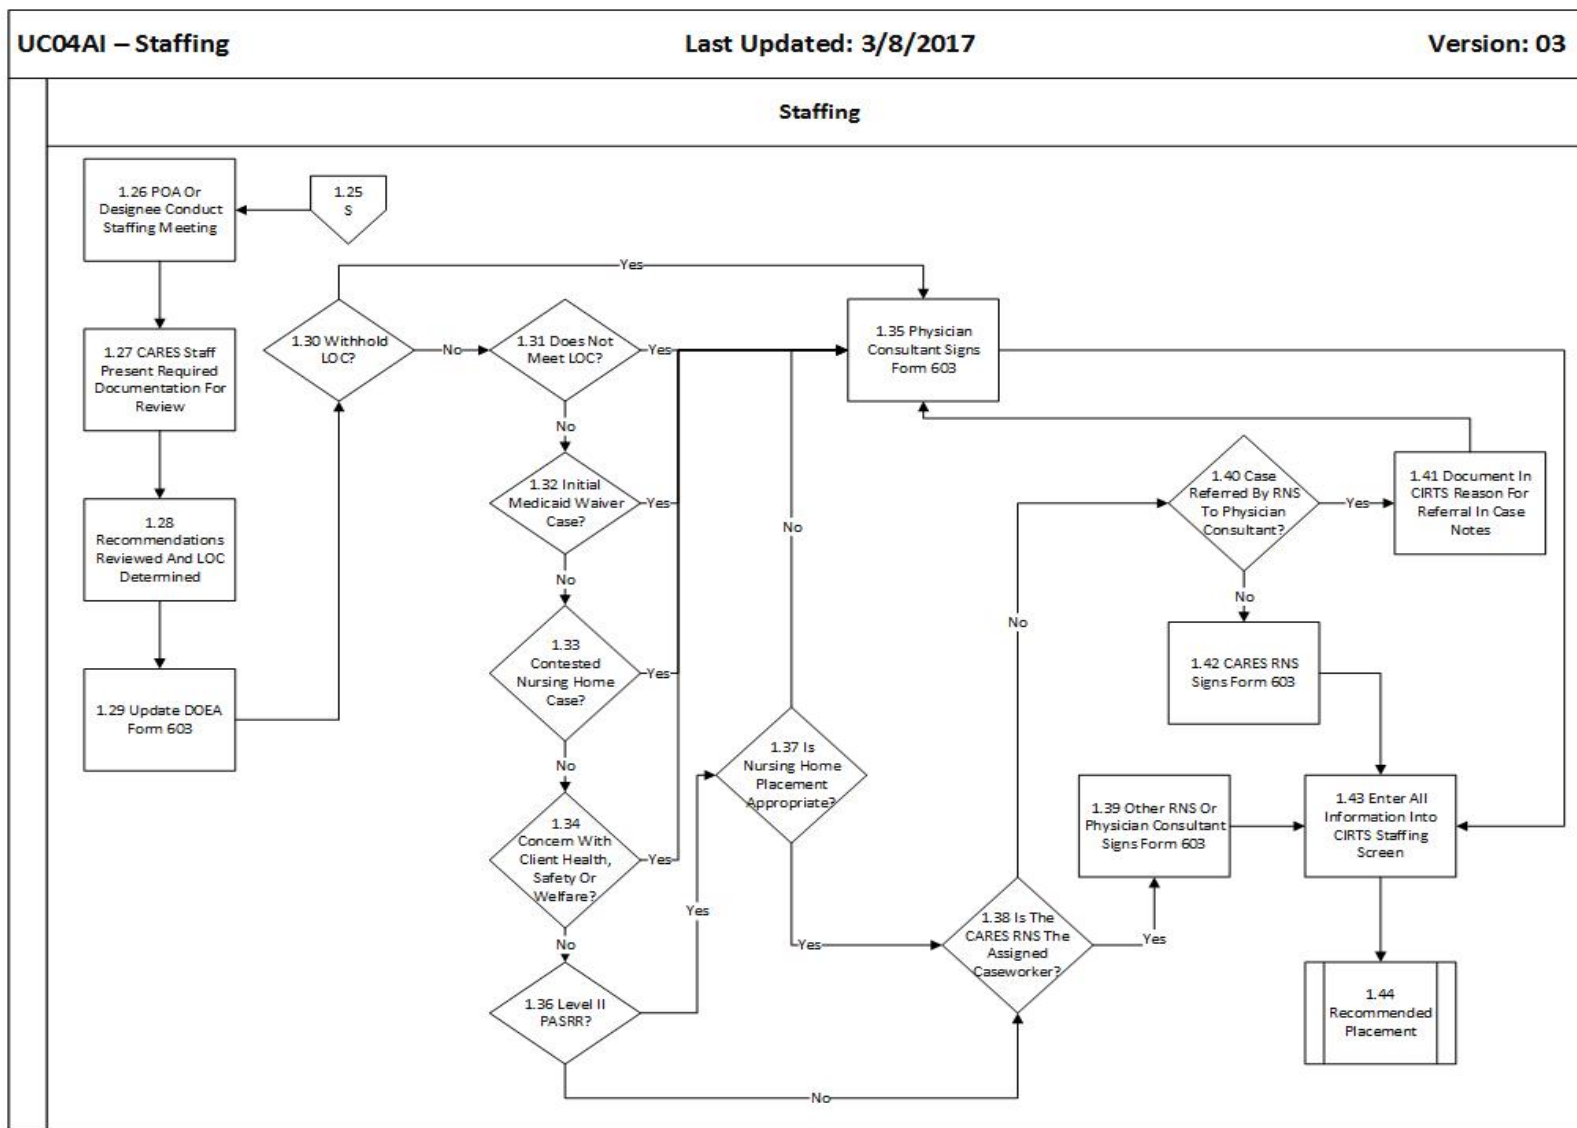 UC04AI – Staffing
Last Updated: 3/8/2017
Version: 03
Staffing
1.26 POA Or
Designee Conduct
Staffing Meeting
1.25
S
1.27 CARES Staff
Present Required
Documentation For
Review
1.28
Recommendations
Reviewed And LOC
Determined
1.29 Update DOEA
Form 603
1.30 Withhold
LOC?
Yes
No
1.31 Does Not
Meet LOC?
Yes
No
1.32 Initial
Medicaid Waiver
Case?
Yes
No
1.33
Contested
Nursing Home
Case?
Yes
No
1.34
Concern With
Client Health,
Safety Or
Welfare?
Yes
No
1.36 Level II
PASRR?
Yes
No
1.35 Physician
Consultant Signs
Form 603
No
1.37 Is
Nursing Home
Placement
Appropriate?
Yes
1.38 Is The
CARES RNS The
Assigned
Caseworker?
No
Yes
1.39 Other RNS Or
Physician Consultant
Signs Form 603
1.40 Case
Referred By RNS
To Physician
Consultant?
Yes
No
1.41 Document In
CIRTS Reason For
Referral In Case
Notes
1.42 CARES RNS
Signs Form 603
1.43 Enter All
Information Into
CIRTS Staffing
Screen
1.44
Recommended
Placement